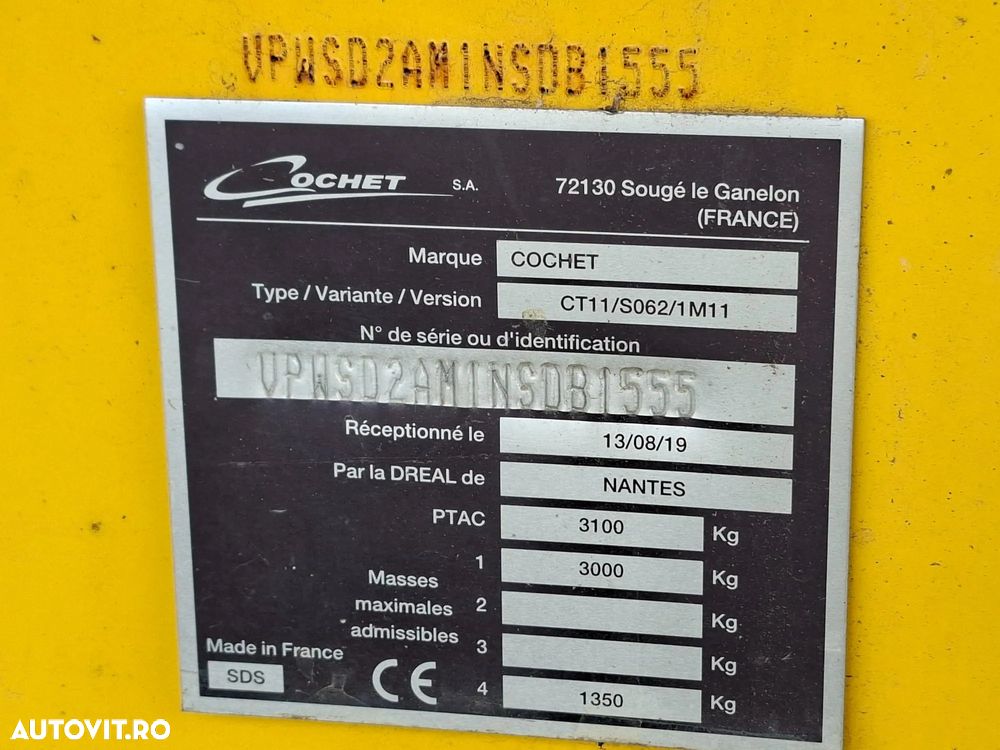 VPWSD2AM1NSDB1555
COCHET S.A. 72130 Sougé le Ganelon
(FRANCE)
Marque COCHET
Type / Variante / Version CT11/S062/1M11
N° de série ou d'identification
VPWSD2AM1NSDB1555
Réceptionné le 13/08/19
Par la DREAL de NANTES
PTAC 3100 Kg
1 3000 Kg
Masses
maximales 2 Kg
admissibles 3 Kg
Made in France
SDS CE 4 1350 Kg
AUTOVIT.RO